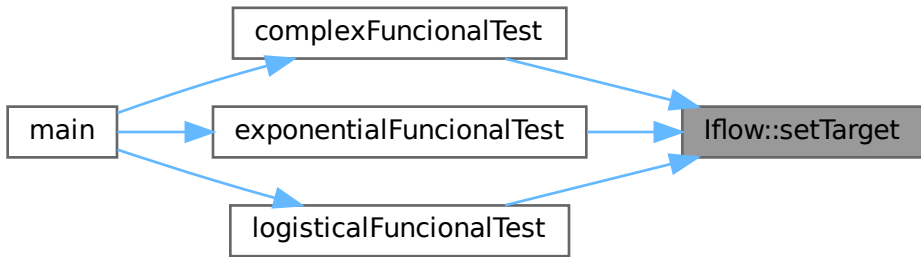 complexFuncionalTest
main
exponentialFuncionalTest
Iflow::setTarget
logisticalFuncionalTest